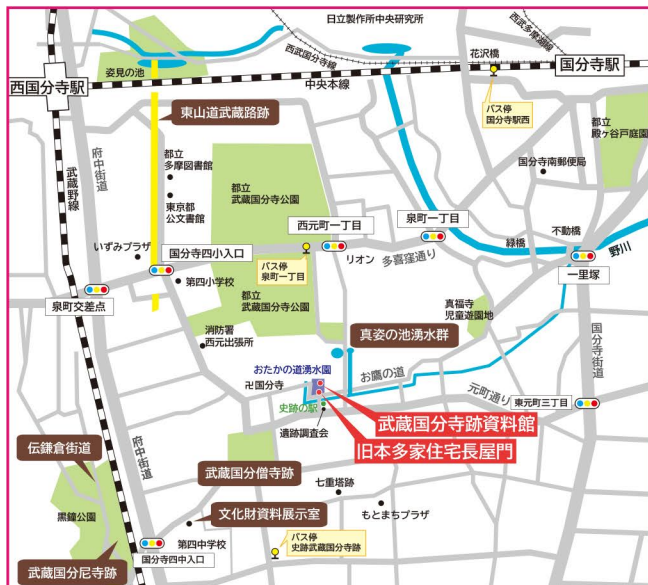 日立製作所中央研究所
西武国分寺線
西武多摩湖線
花沢橋
国分寺駅
姿見の池
中央本線
西国分寺駅
バス停
国分寺駅西
東山道武蔵路跡
都立
殿ヶ谷戸庭園
府中街道
武蔵野線
都立
多摩図書館
国分寺南郵便局
都立
武蔵国分寺公園
東京都
公文書館
西元町一丁目
泉町一丁目
不動橋
いずみプラザ
国分寺四小入口
緑橋
野川
バス停
泉町一丁目
リオン
多喜窪通り
一里塚
第四小学校
泉町交差点
都立
武蔵国分寺公園
真福寺
児童遊園地
消防署
西元出張所
真姿の池湧水群
国分寺街道
おたかの道湧水園
お鷹の道
卍国分寺
元町通り
史跡の駅
東元町三丁目
武蔵国分寺跡資料館
遺跡調査会
旧本多家住宅長屋門
伝鎌倉街道
府中街道
武蔵国分僧寺跡
七重塔跡
黒鐘公園
文化財資料展示室
もとまちプラザ
第四中学校
バス停
史跡武蔵国分寺跡
国分寺四中入口
武蔵国分尼寺跡